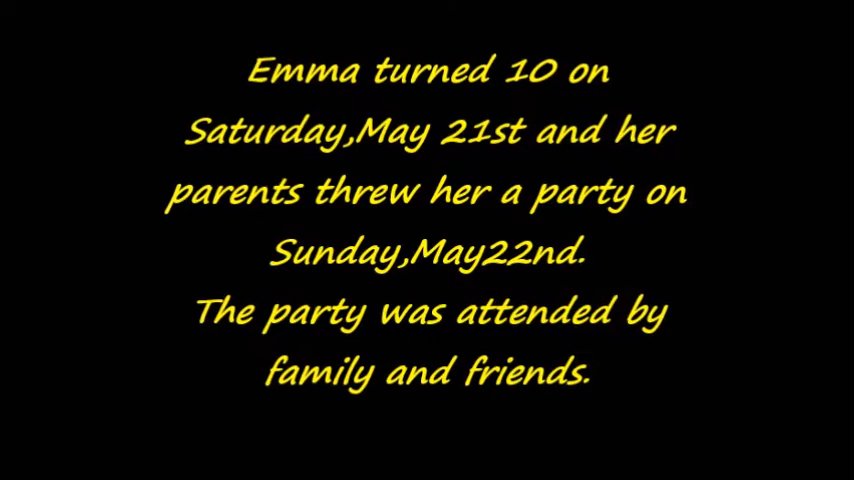 Emma turned 10 on
Saturday,May 21st and her
parents threw her a party on
Sunday,May22nd.
The party was attended by
family and friends.